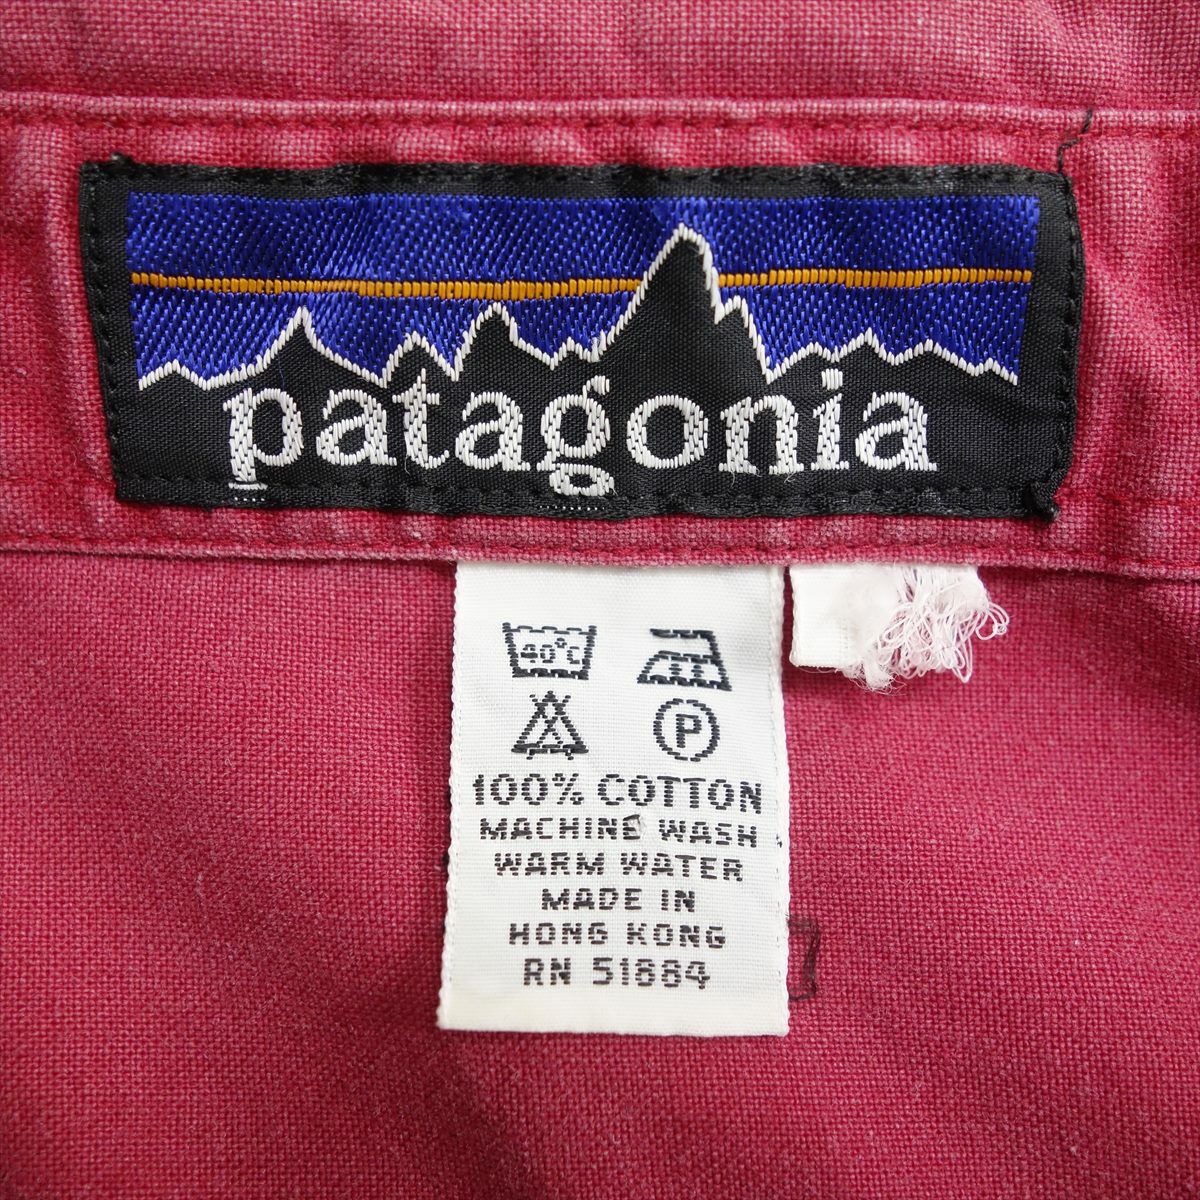 patagonia
40°C
P
100% COTTON
MACHINE WASH
WARM WATER
MADE IN
HONG KONG
RN 51884